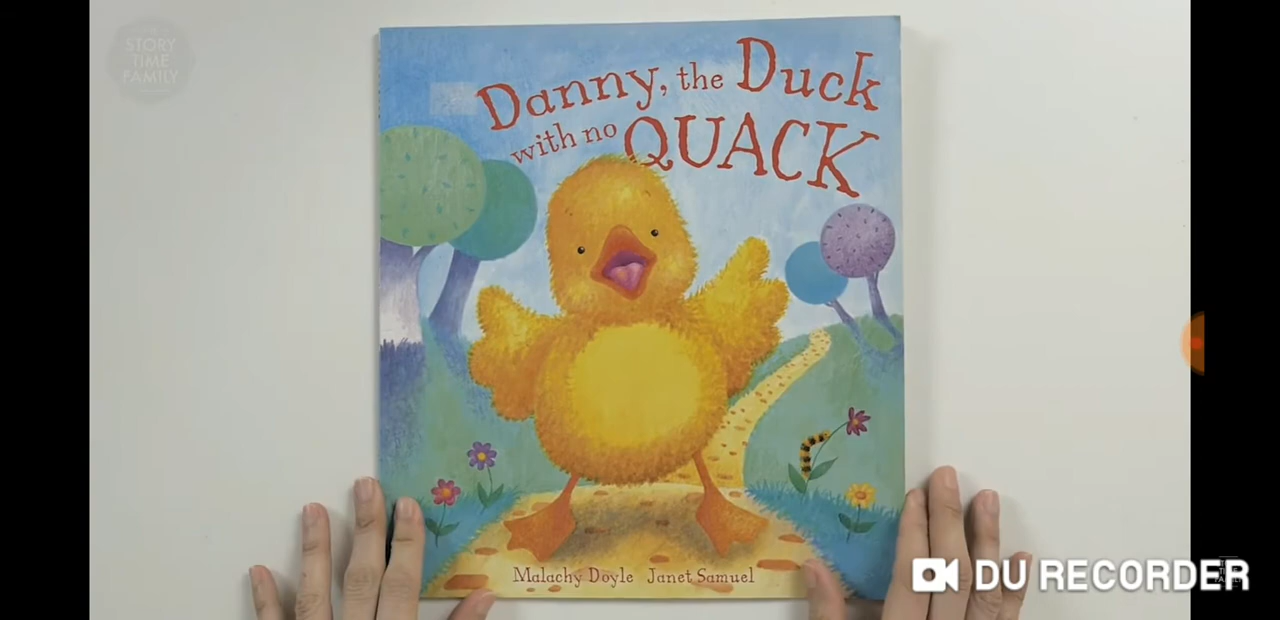 STORY
TIME
FAMILY
Danny, the Duck
with no QUACK
Malachy Doyle Janet Samuel
DU RECORDER